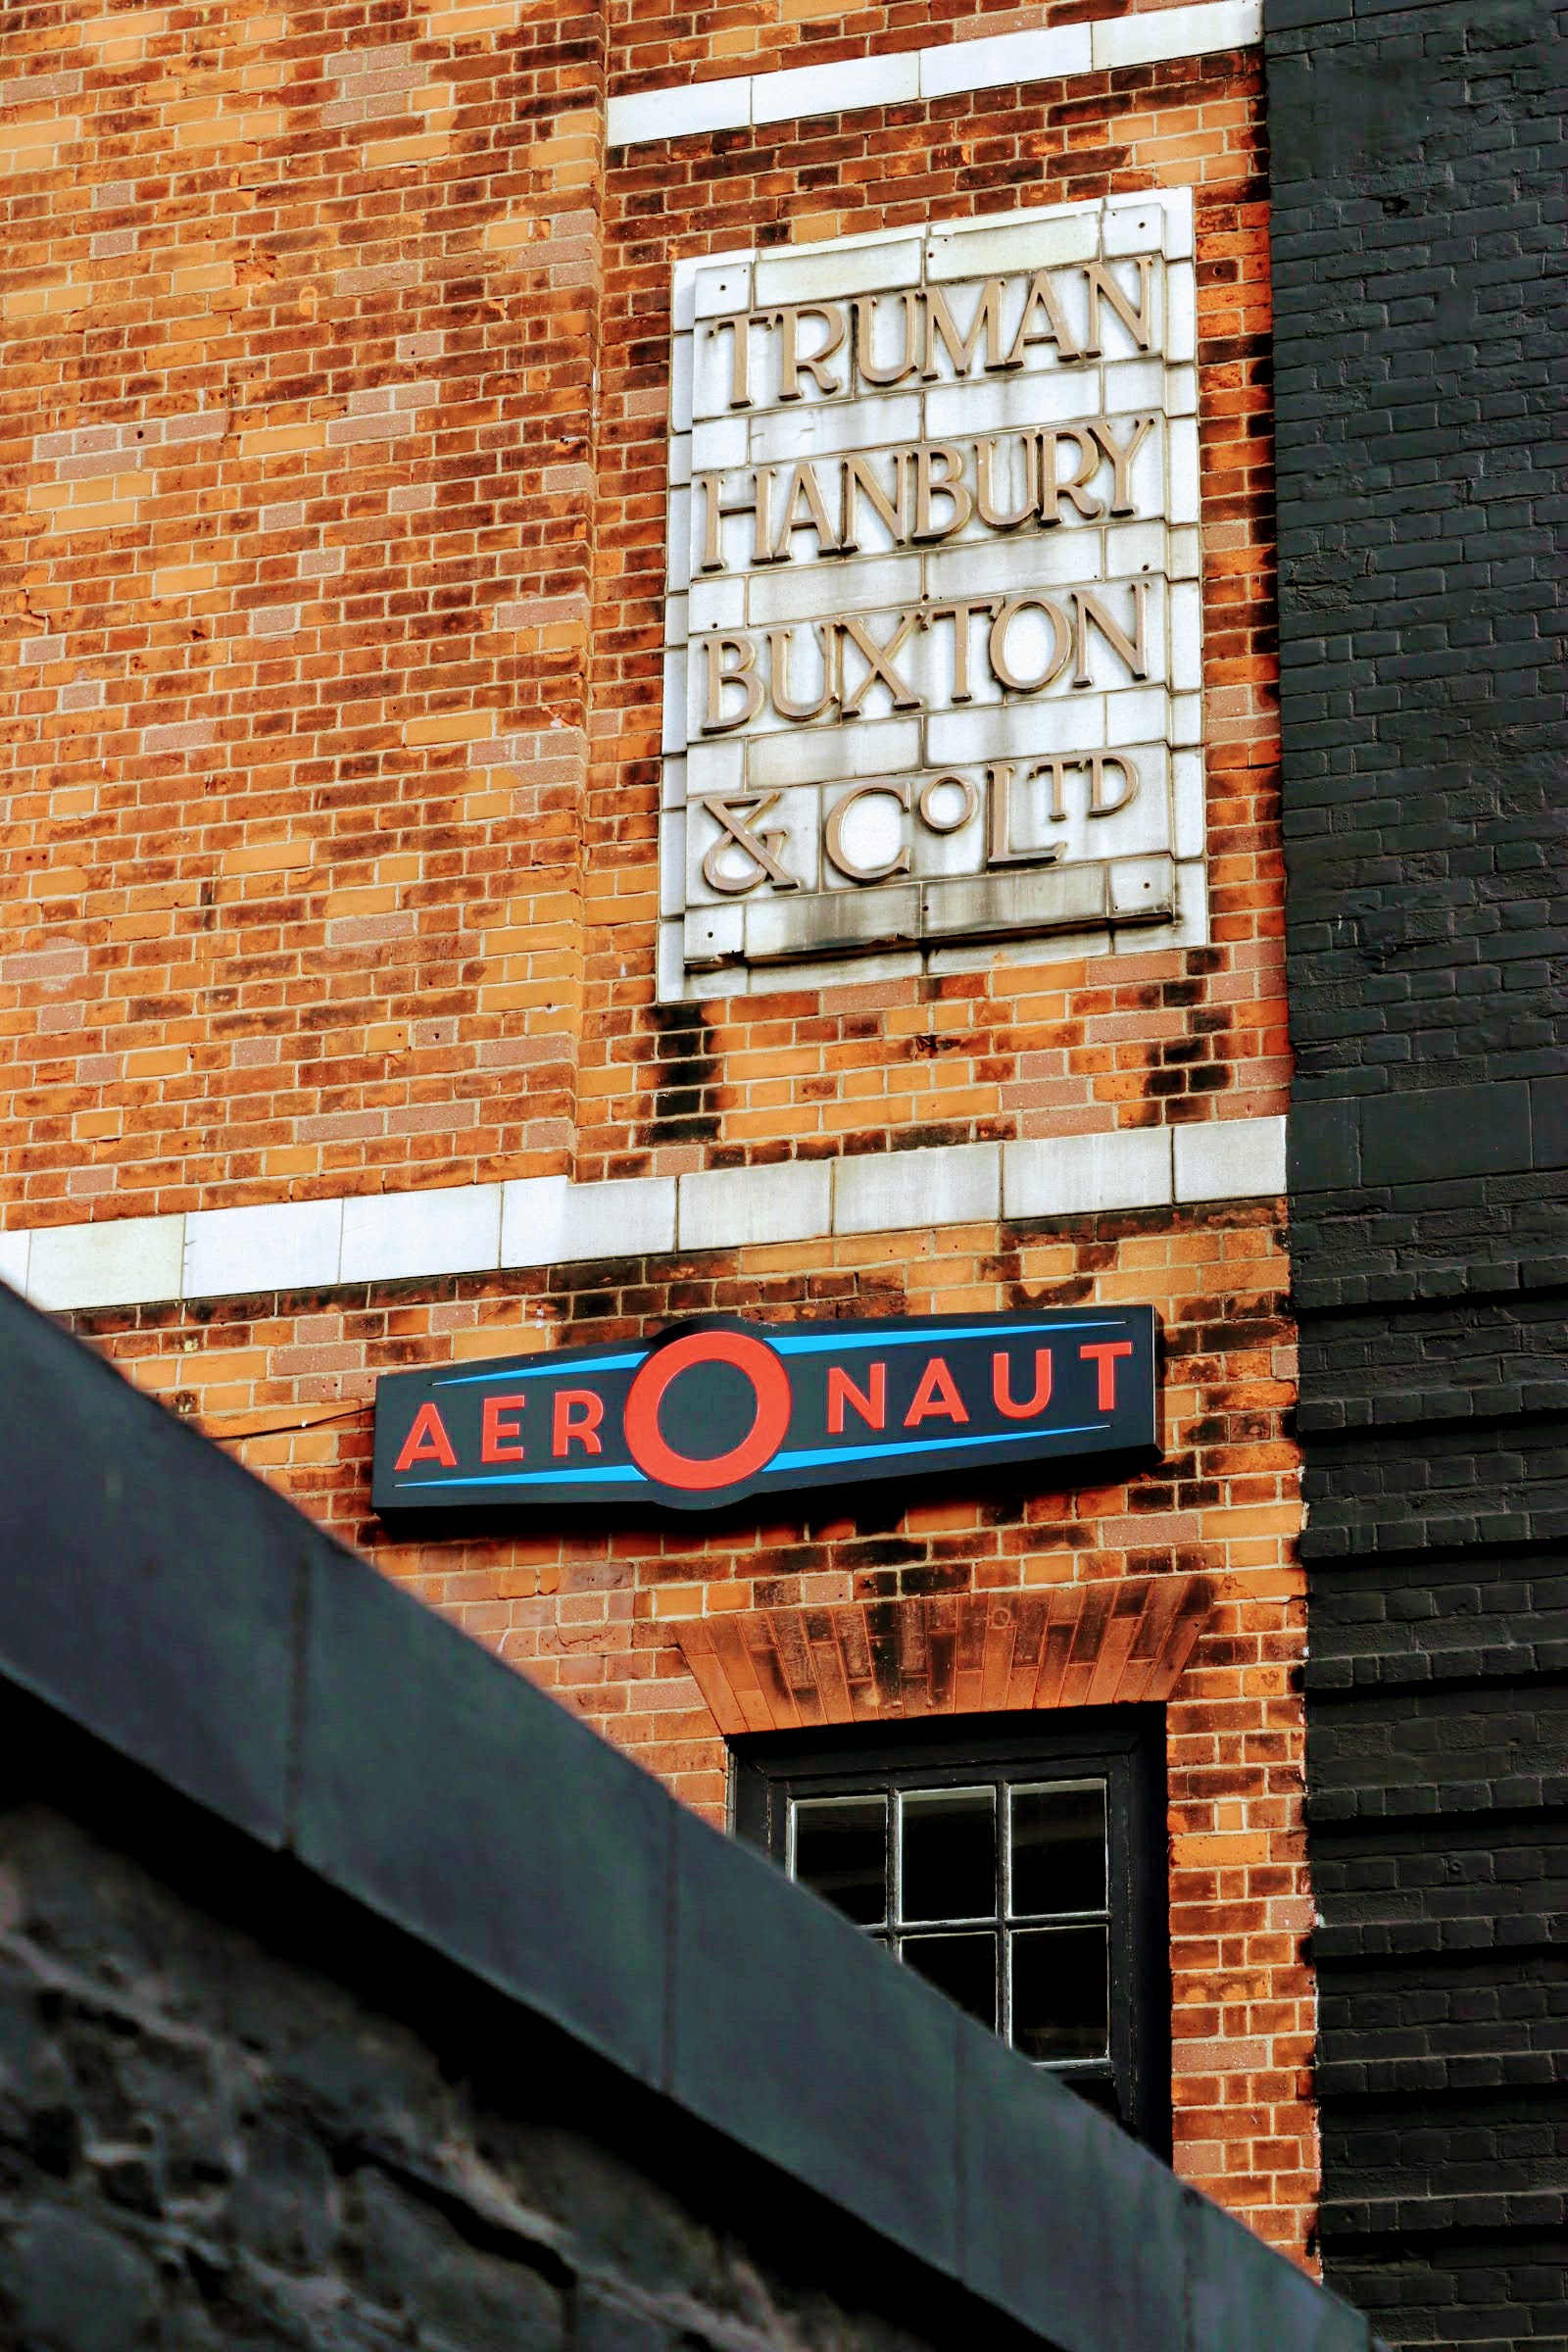 TRUMAN
HANBURY
BUXTON
& CO LTD
AERONAUT